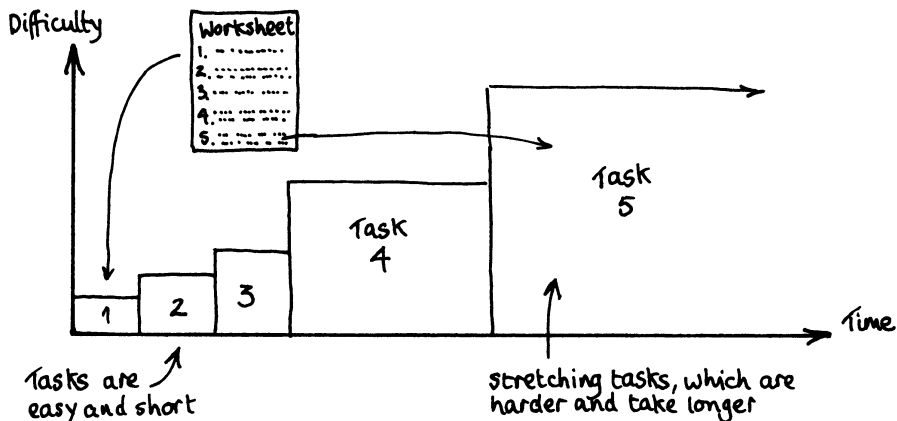 Difficulty
Worksheet
1.
2.
3.
4.
5.
Task
5
Task
4
3
2
1
Time
Tasks are
easy and short
stretching tasks, which are
harder and take longer